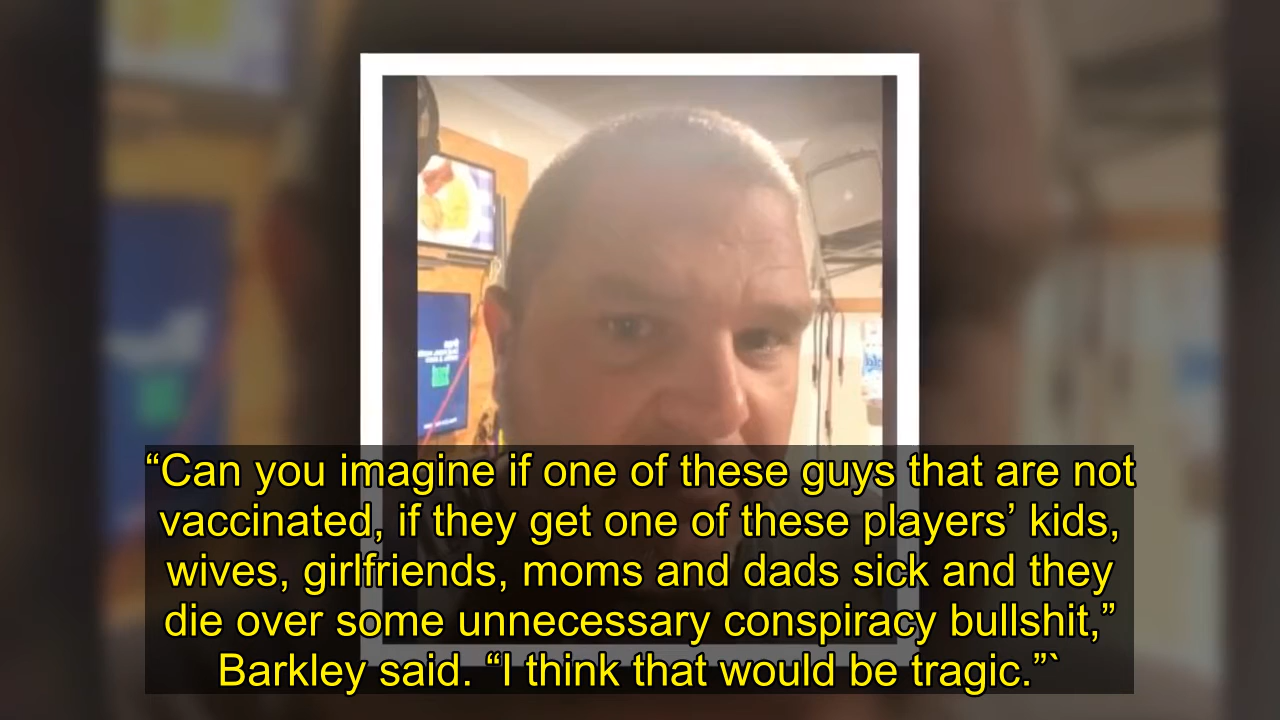 “Can you imagine if one of these guys that are not
vaccinated, if they get one of these players’ kids,
wives, girlfriends, moms and dads sick and they
die over some unnecessary conspiracy bullshit,”
Barkley said. “I think that would be tragic.”`